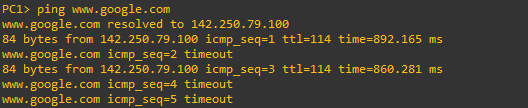 PC1> ping www.google.com
www.google.com resolved to 142.250.79.100
84 bytes from 142.250.79.100 icmp_seq=1 ttl=114 time=892.165 ms
www.google.com icmp_seq=2 timeout
84 bytes from 142.250.79.100 icmp_seq=3 ttl=114 time=860.281 ms
www.google.com icmp_seq=4 timeout
www.google.com icmp_seq=5 timeout